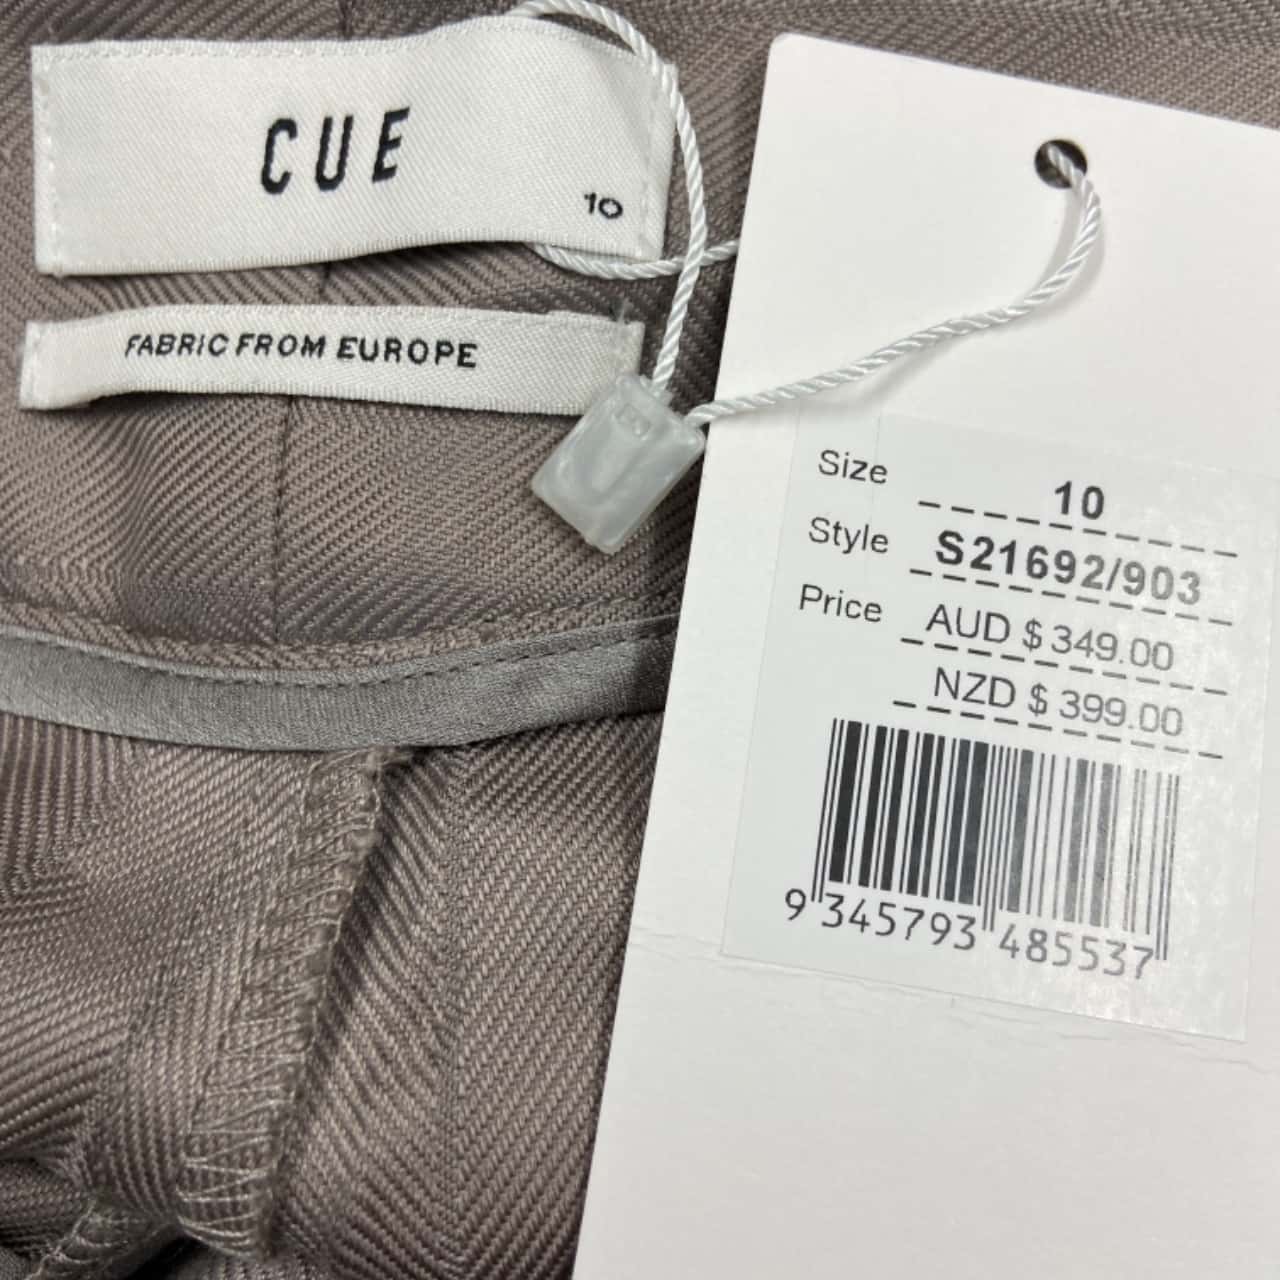 CUE
10
FABRIC FROM EUROPE
Size 10
Style S21692/903
Price AUD $ 349.00
NZD $ 399.00
9 345793 485537